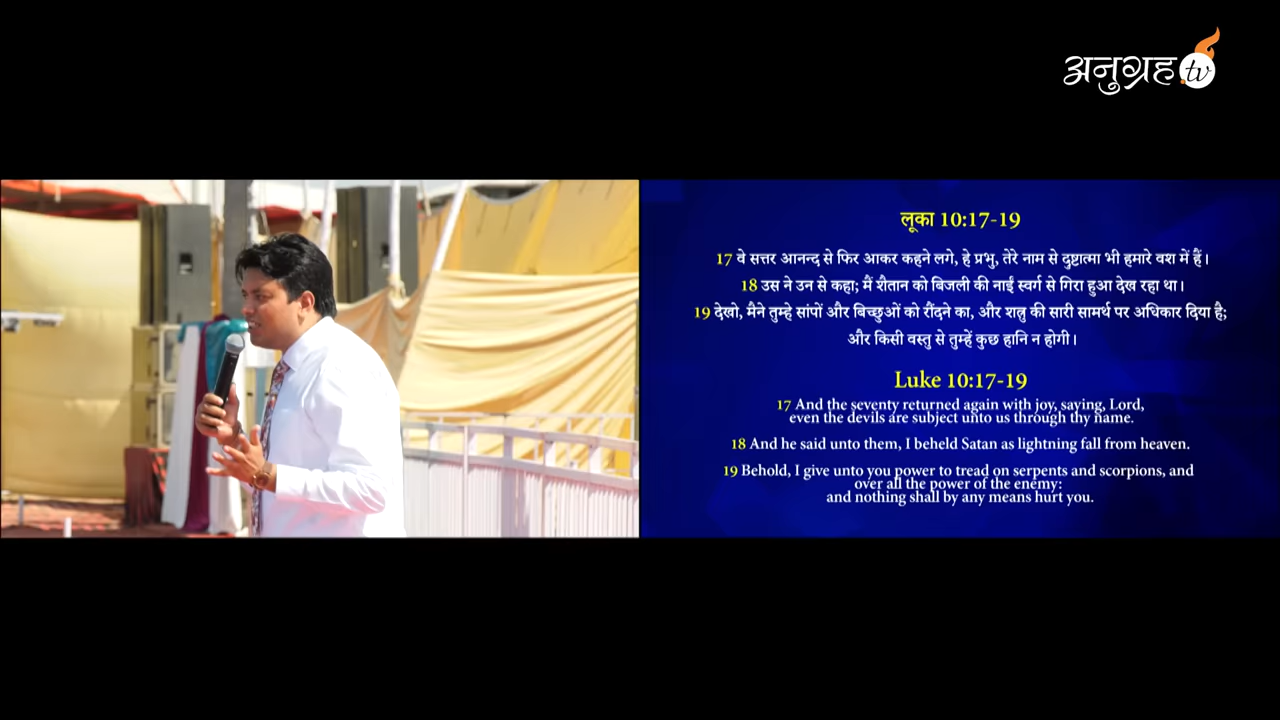 अनुग्रह.tv
लूका 10:17-19
17 वे सत्तर आनन्द से फिर आकर कहने लगे, हे प्रभु, तेरे नाम से दुष्टात्मा भी हमारे वश में हैं।
18 उस ने उन से कहा; मैं शैतान को बिजली की नाईं स्वर्ग से गिरा हुआ देख रहा था।
19 देखो, मैने तुम्हे सांपों और बिच्छुओं को रौंदने का, और शत्रु की सारी सामर्थ पर अधिकार दिया है;
और किसी वस्तु से तुम्हें कुछ हानि न होगी।
Luke 10:17-19
17 And the seventy returned again with joy, saying, Lord,
even the devils are subject unto us through thy name.
18 And he said unto them, I beheld Satan as lightning fall from heaven.
19 Behold, I give unto you power to tread on serpents and scorpions, and
over all the power of the enemy:
and nothing shall by any means hurt you.